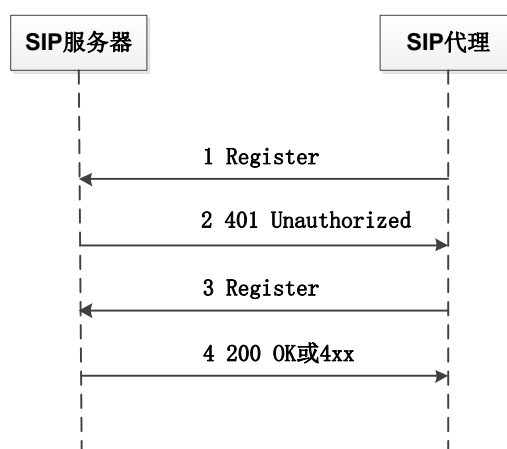 SIP服务器
SIP代理
1 Register
2 401 Unauthorized
3 Register
4 200 OK或4xx